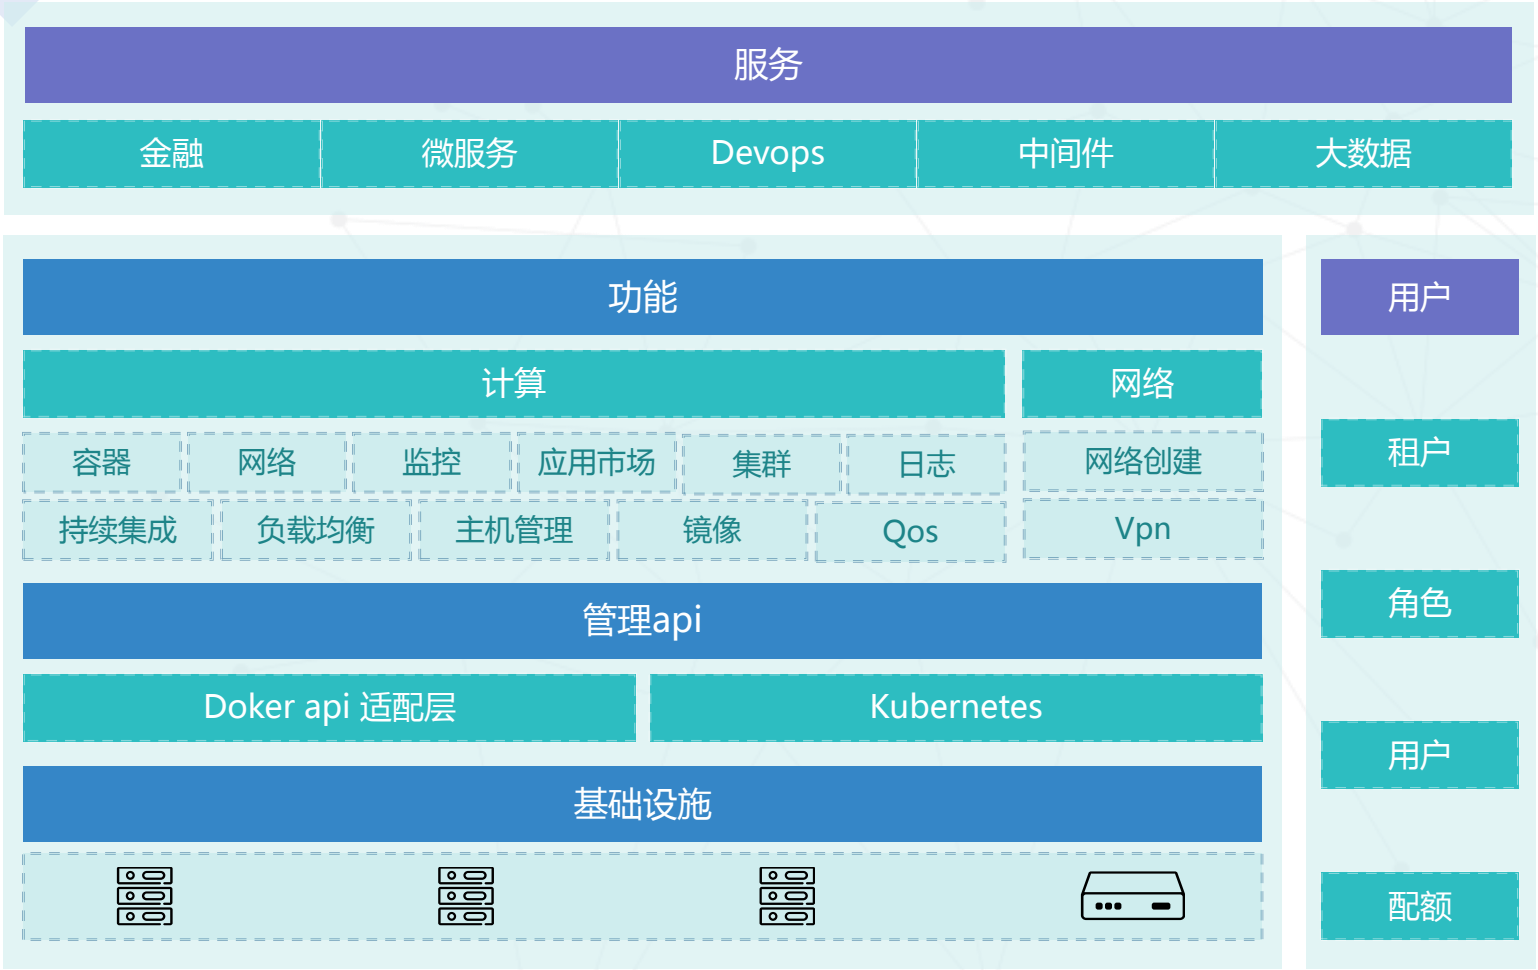 服务
金融
微服务
Devops
中间件
大数据
功能
计算
网络
容器
网络
监控
应用市场
集群
日志
网络创建
持续集成
负载均衡
主机管理
镜像
Qos
Vpn
管理api
Doker api 适配层
Kubernetes
基础设施
用户
租户
角色
用户
配额